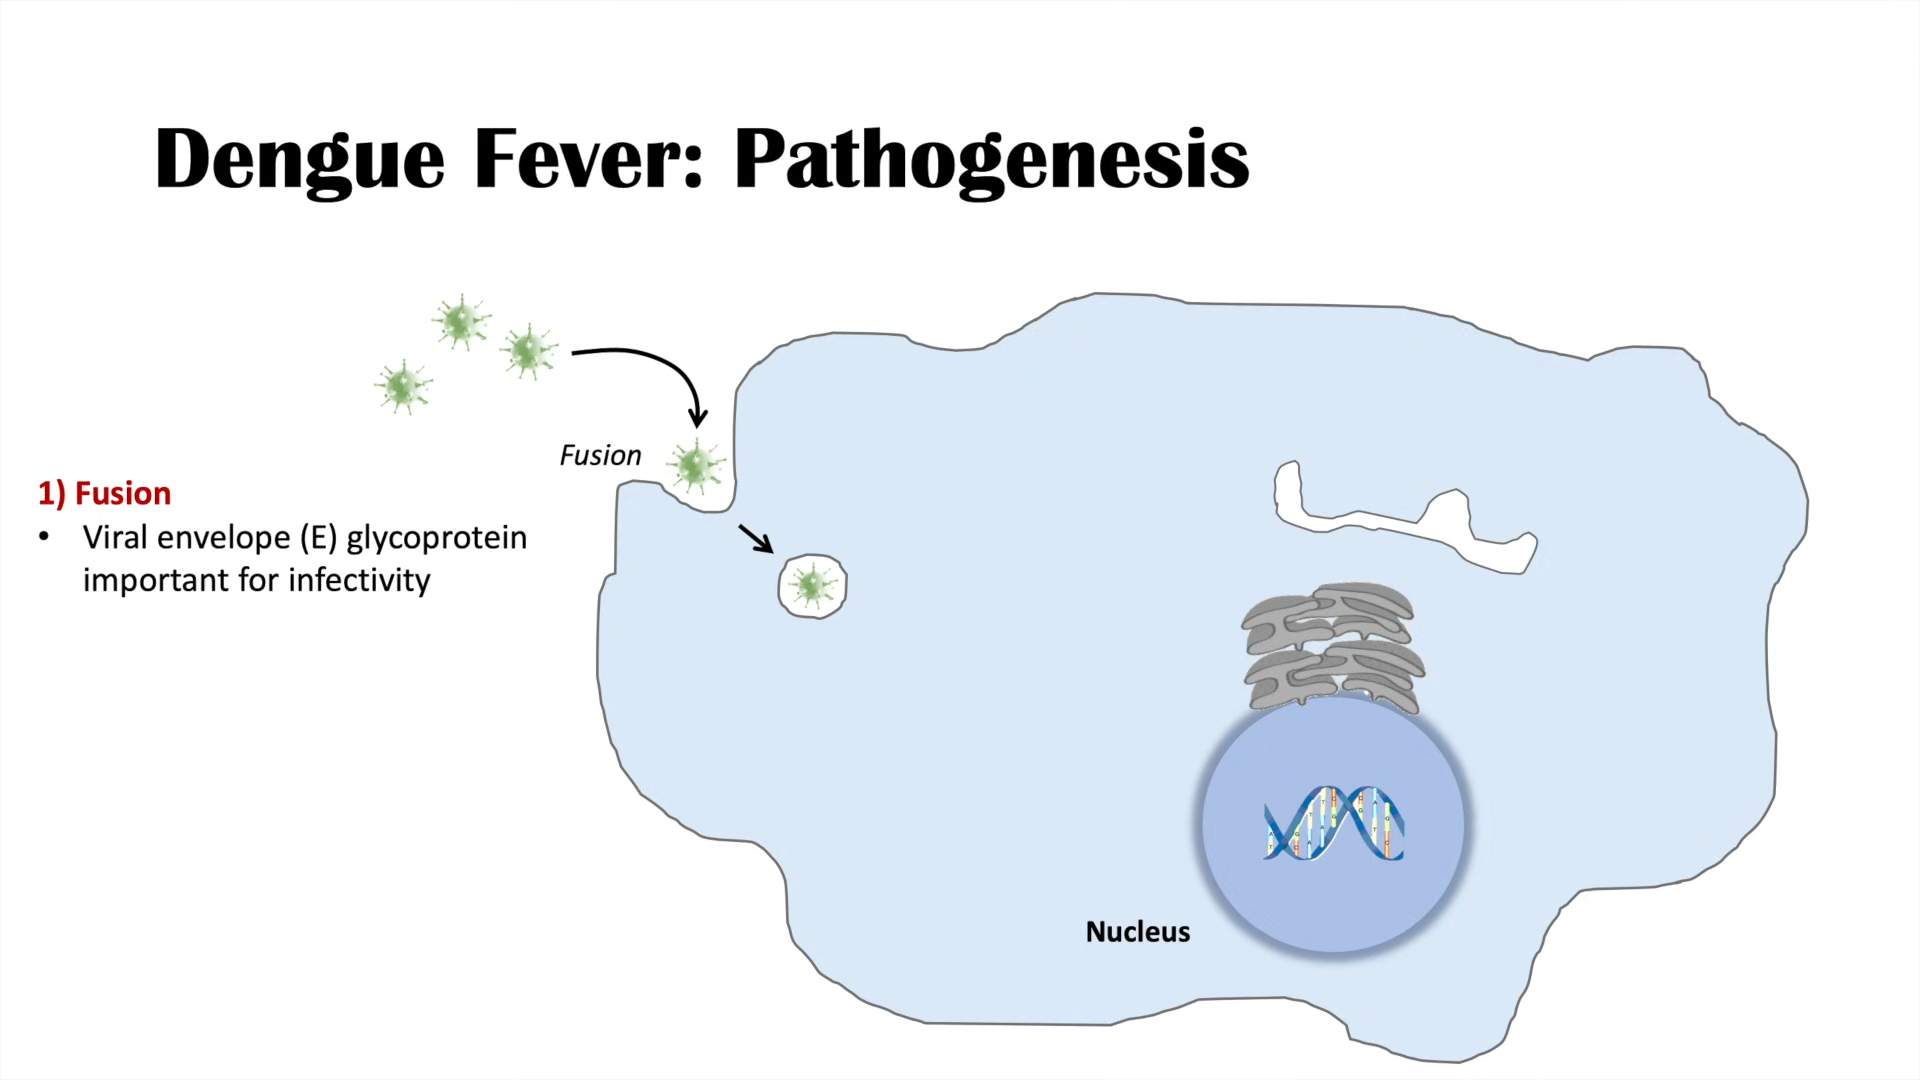 Dengue Fever: Pathogenesis
Fusion
1) Fusion
• Viral envelope (E) glycoprotein
important for infectivity
Nucleus